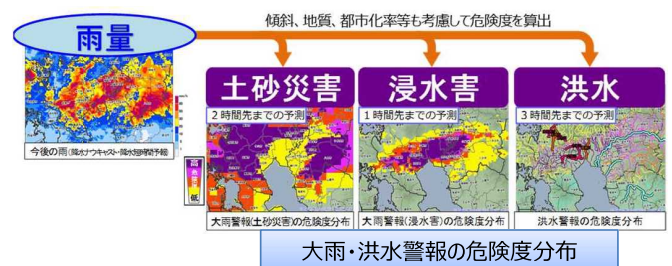 傾斜、地質、都市化率等も考慮して危険度を算出
雨量
土砂災害
浸水害
洪水
2時間先までの予測
1時間先までの予測
3時間先までの予測
今後の雨(降水ナウキャスト・降水短時間予報)
高
危険度
低
大雨警報(土砂災害)の危険度分布
大雨警報(浸水害)の危険度分布
洪水警報の危険度分布
大雨・洪水警報の危険度分布